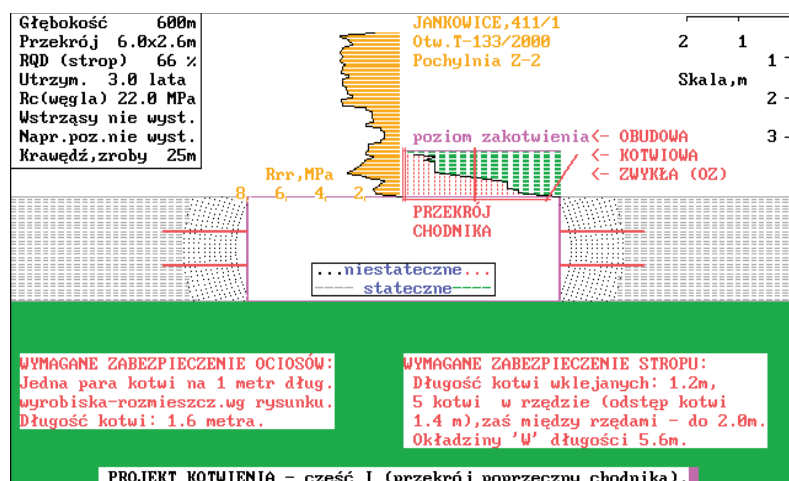 Głębokość 600m
Przekrój 6.0x2.6m
RQD (strop) 66 %
Utrzym. 3.0 lata
Rc(węgla) 22.0 MPa
Wstrząsy nie wyst.
Napr.poz.nie wyst.
Krawędź,zroby 25m
JANKOWICE,411/1
Otw.T-133/2000
Pochylnia Z-2
2 1
1
Skala,m
2
3
poziom zakotwienia<- OBUDOWA
<- KOTWIOWA
<- ZWYKŁA (OZ)
Rrr,MPa
8 6 4 2
PRZEKRÓJ
CHODNIKA
...niestateczne...
---- stateczne----
WYMAGANE ZABEZPIECZENIE OCIOSÓW:
Jedna para kotwi na 1 metr dług.
wyrobiska-rozmieszcz.wg rysunku.
Długość kotwi: 1.6 metra.
WYMAGANE ZABEZPIECZENIE STROPU:
Długość kotwi wklejanych: 1.2m,
5 kotwi w rzędzie (odstęp kotwi
1.4 m),zaś między rzędami - do 2.0m.
Okładziny 'W' długości 5.6m.
PROJEKT KOTWIENIA - część I (przekrój poprzeczny chodnika).